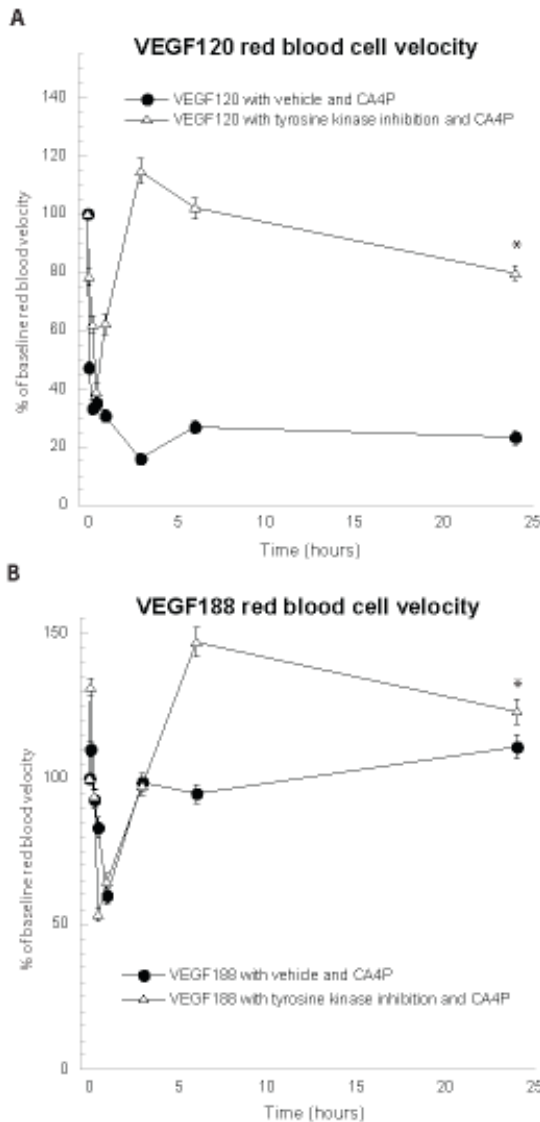 A
VEGF120 red blood cell velocity
VEGF120 with vehicle and CA4P
VEGF120 with tyrosine kinase inhibition and CA4P
% of baseline red blood velocity
140
120
100
80
60
40
20
0
*
0 5 10 15 20 25
Time (hours)
B
VEGF188 red blood cell velocity
% of baseline red blood velocity
150
100
50
0
*
VEGF188 with vehicle and CA4P
VEGF188 with tyrosine kinase inhibition and CA4P
0 5 10 15 20 25
Time (hours)